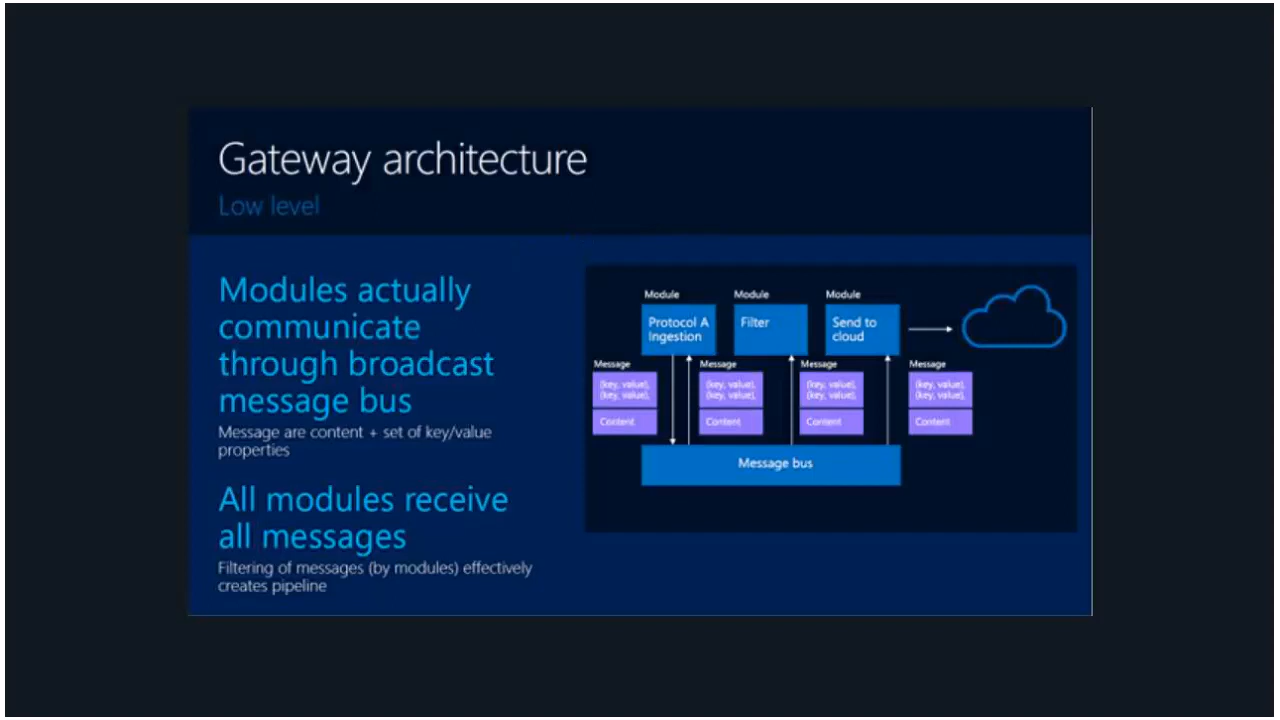 Gateway architecture
Low level
Modules actually
communicate
through broadcast
message bus
Message are content + set of key/value
properties
All modules receive
all messages
Filtering of messages (by modules) effectively
creates pipeline
Module
Module
Module
Protocol A
Ingestion
Filter
Send to
cloud
Message
Message
Message
Message
(key, value),
(key, value),
(key, value),
(key, value),
(key, value),
(key, value),
(key, value),
(key, value),
Content
Content
Content
Content
Message bus